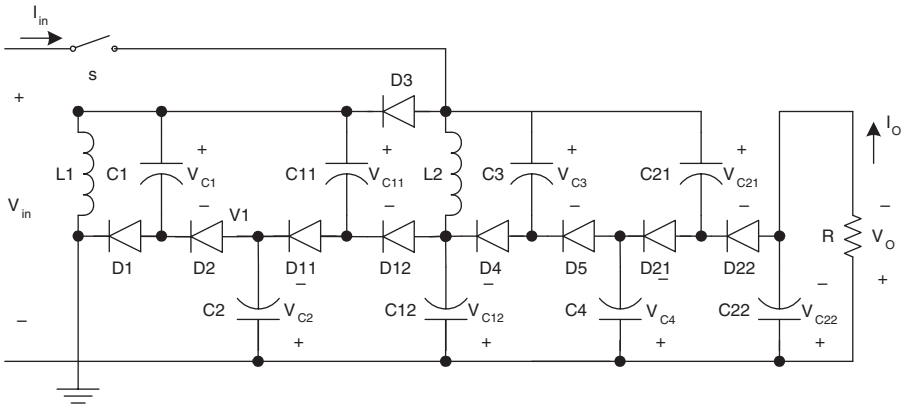 I in
s
D3
+
+ + + +
L1 C1 V C1 C11 V C11 L2 C3 V C3 C21 V C21 I O
V in
− V1 − − − −
D1 D2 D11 D12 D4 D5 D21 D22 R V O
− − − − +
C2 V C2 C12 V C12 C4 V C4 C22 V C22
− + + + +